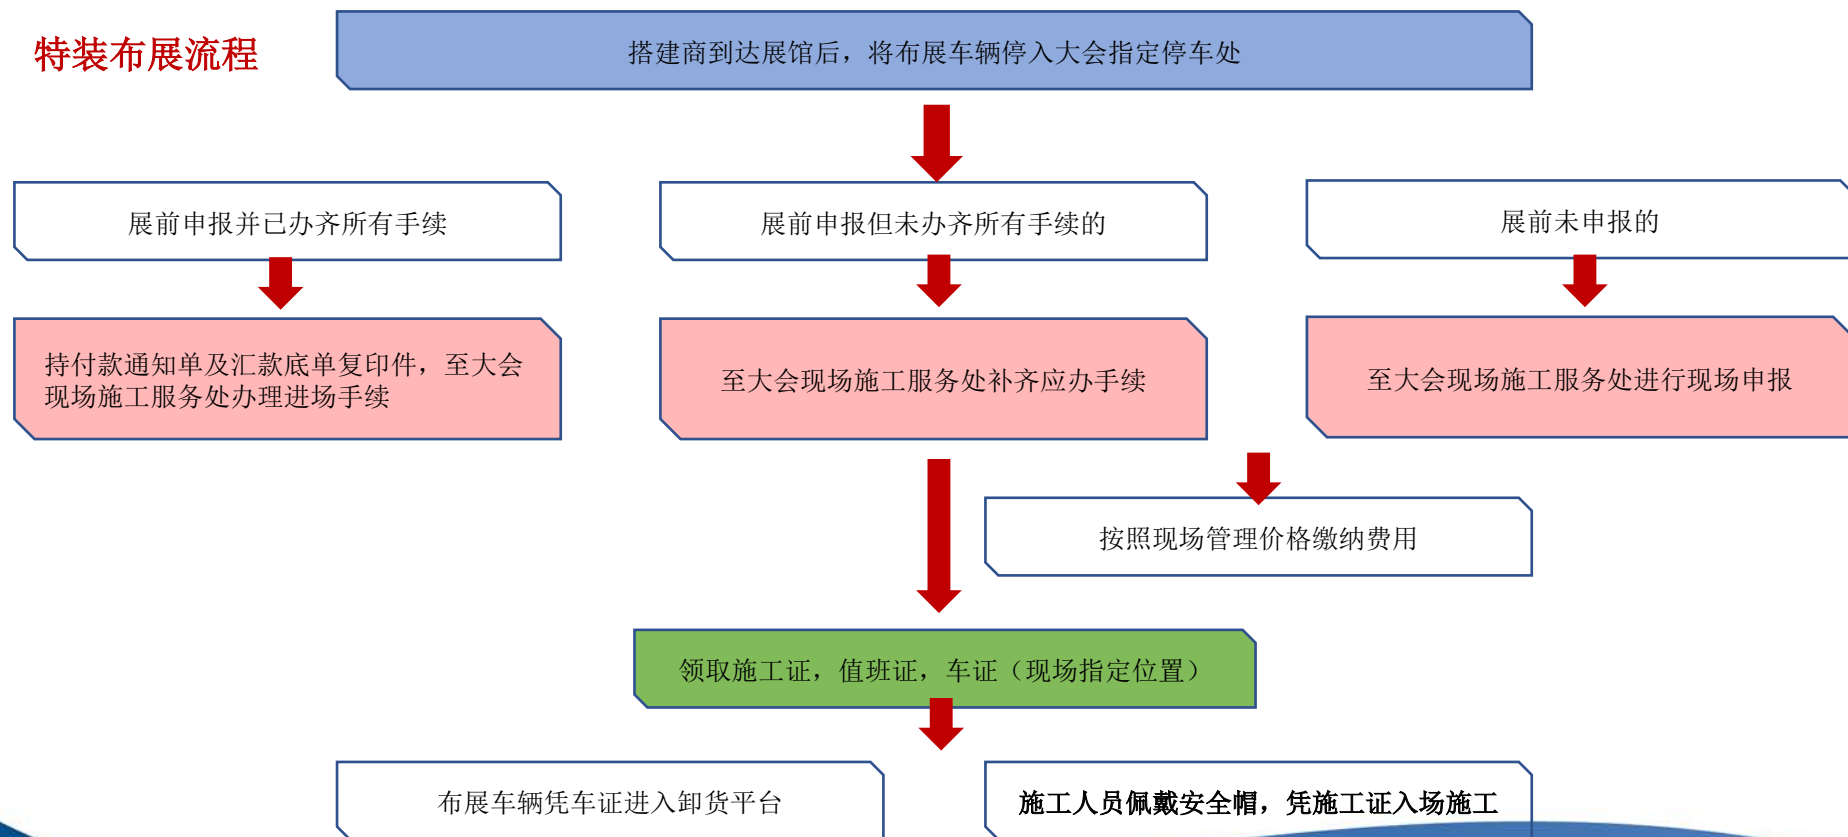 特装布展流程
搭建商到达展馆后，将布展车辆停入大会指定停车处
展前申报并已办齐所有手续
展前申报但未办齐所有手续的
展前未申报的
持付款通知单及汇款底单复印件，至大会
现场施工服务处办理进场手续
至大会现场施工服务处补齐应办手续
至大会现场施工服务处进行现场申报
按照现场管理价格缴纳费用
领取施工证，值班证，车证（现场指定位置）
布展车辆凭车证进入卸货平台
施工人员佩戴安全帽，凭施工证入场施工